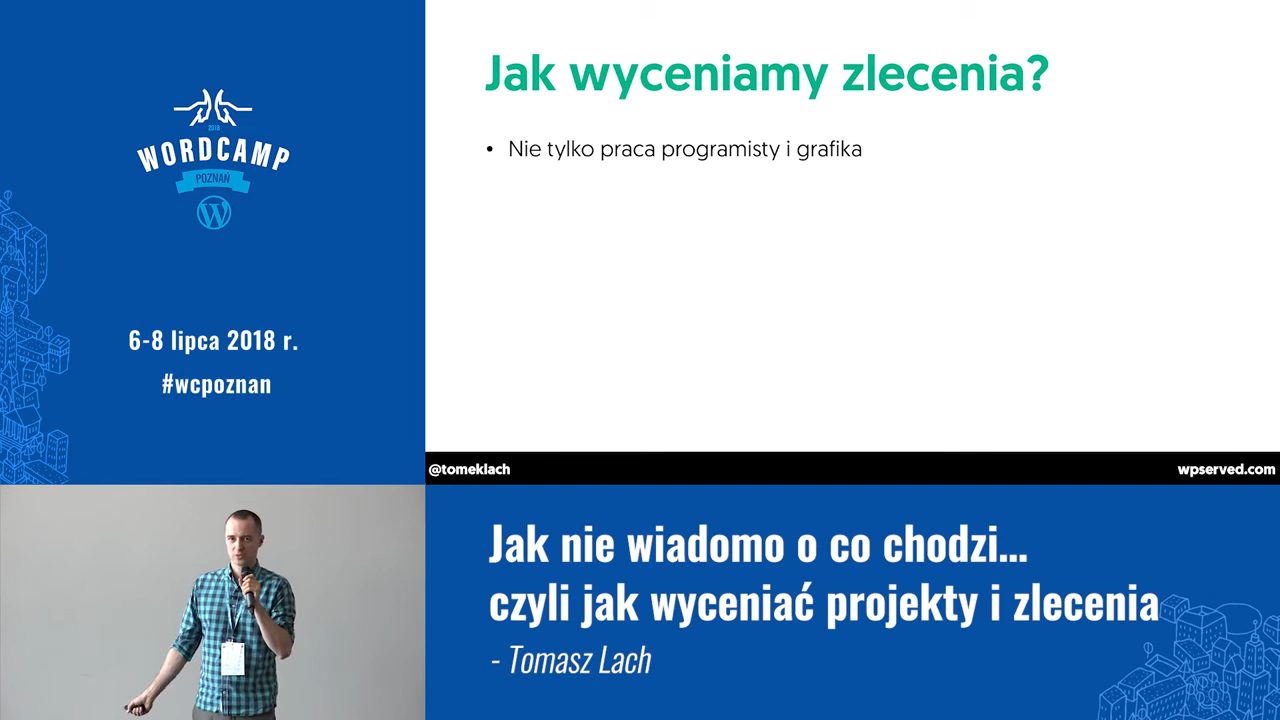 2018
WORDCAMP
POZNAŃ
6-8 lipca 2018 r.
#wcpoznan
Jak wyceniamy zlecenia?
• Nie tylko praca programisty i grafika
@tomeklach
wpserved.com
Jak nie wiadomo o co chodzi...
czyli jak wyceniać projekty i zlecenia
- Tomasz Lach